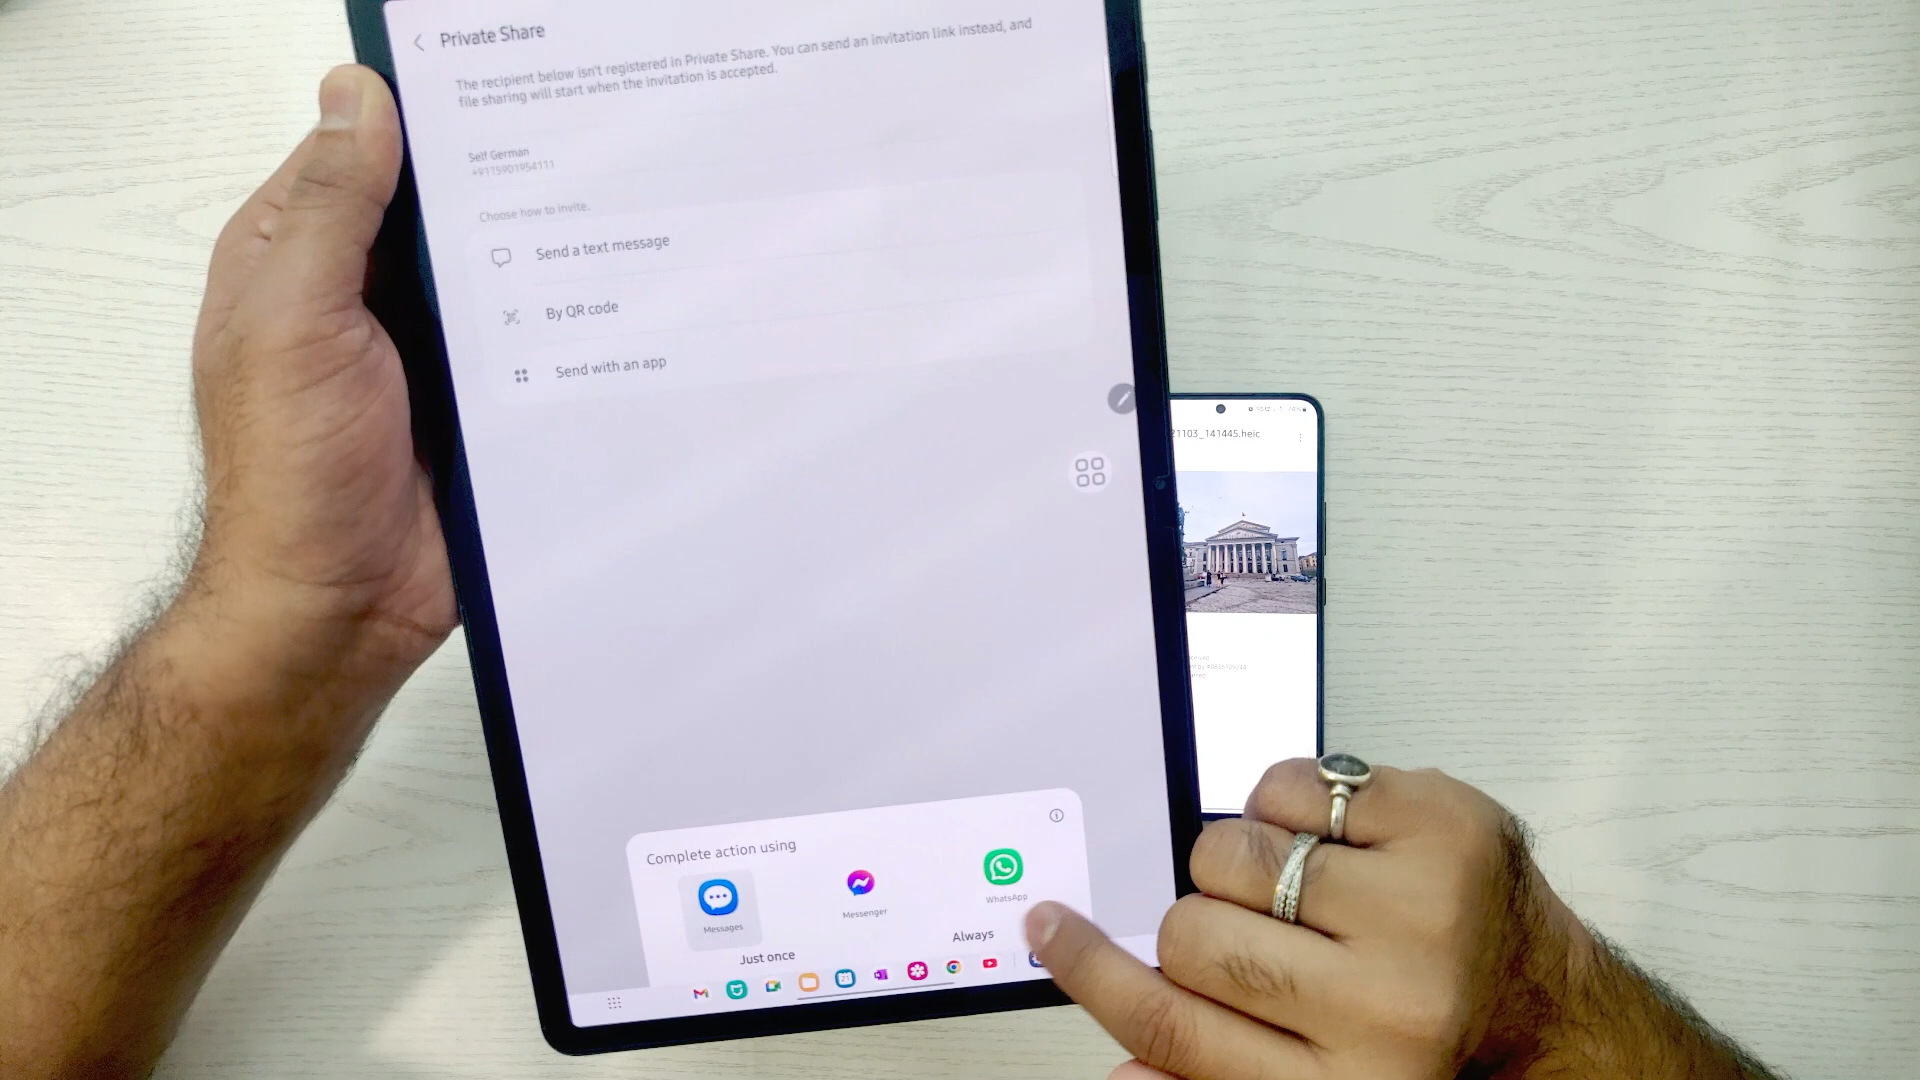 Private Share
The recipient below isn't registered in Private Share. You can send an invitation link instead, and
file sharing will start when the invitation is accepted.
Self German
+9115901954111
Choose how to invite.
Send a text message
By QR code
Send with an app
21103_141445.heic
Complete action using
Messages
Messenger
WhatsApp
Just once
Always